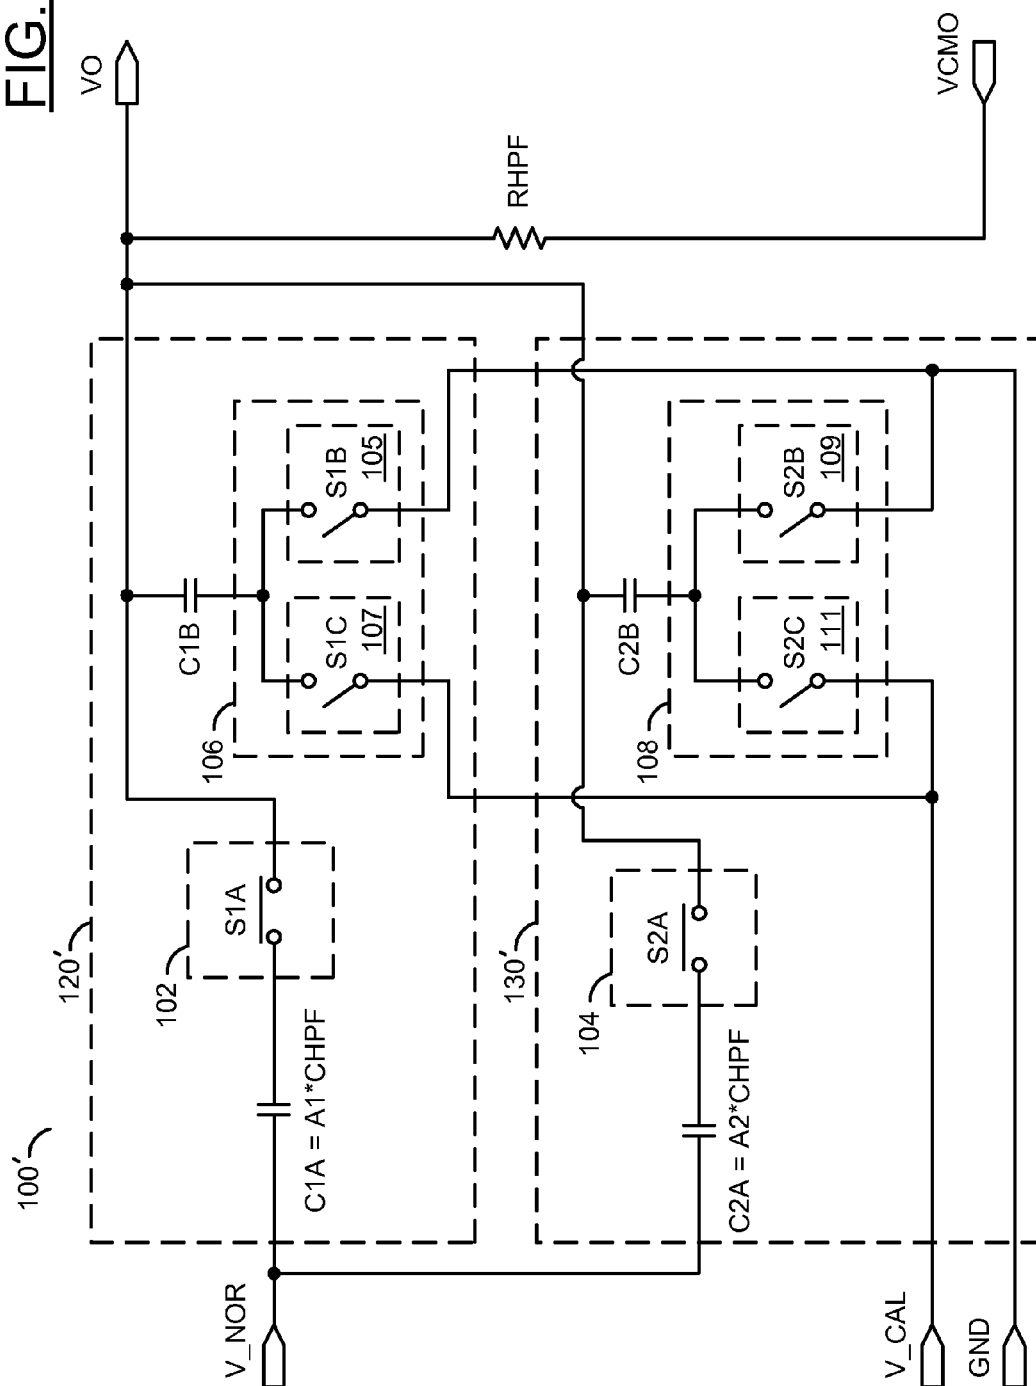 FIG.
100'
120'
V_NOR
C1A = A1*CHPF
102
S1A
106
C1B
S1C
107
S1B
105
VO
RHPF
VCMO
130'
C2A = A2*CHPF
104
S2A
108
C2B
S2C
111
S2B
109
V_CAL
GND